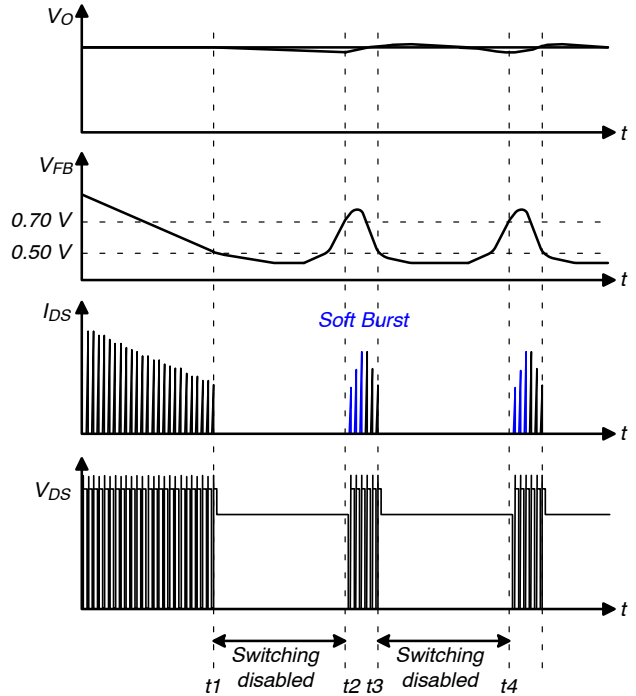 VO
t
VFB
0.70 V
0.50 V
t
IDS
Soft Burst
t
VDS
t
Switching
disabled
Switching
disabled
t1
t2 t3
t4